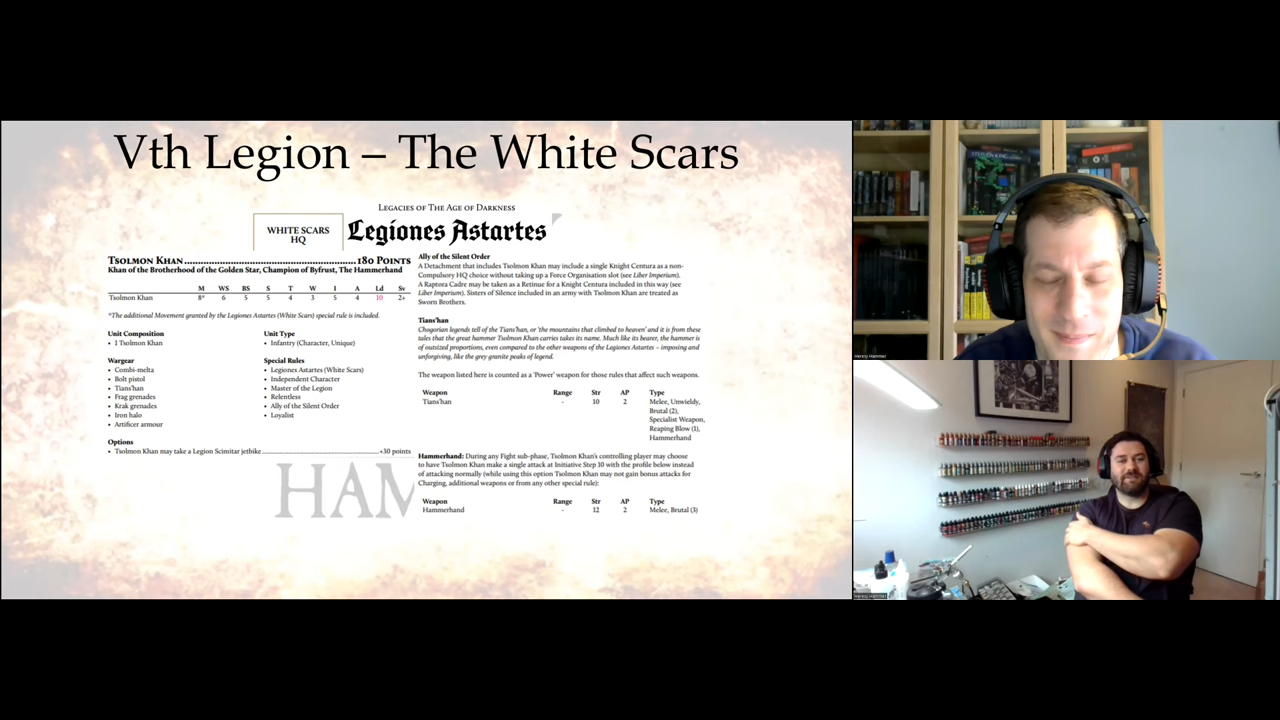 Vth Legion – The White Scars
Legacies of The Age of Darkness
WHITE SCARS
HQ
Legiones Astartes
Tsolmon Khan 180 Points
Khan of the Brotherhood of the Golden Star, Champion of Byfrust, The Hammerhand
M WS BS S T W I A Ld Sv
Tsolmon Khan 8* 6 5 5 4 3 5 4 10 2+
*The additional Movement granted by the Legiones Astartes (White Scars) special rule is included.
Unit Composition
• 1 Tsolmon Khan
Unit Type
• Infantry (Character, Unique)
Wargear
• Combi-melta
• Bolt pistol
• Tians'han
• Frag grenades
• Krak grenades
• Iron halo
• Artificer armour
Special Rules
• Legiones Astartes (White Scars)
• Independent Character
• Master of the Legion
• Relentless
• Ally of the Silent Order
• Loyalist
Options
• Tsolmon Khan may take a Legion Scimitar jetbike +30 points
HAM
Ally of the Silent Order
A Detachment that includes Tsolmon Khan may include a single Knight Centura as a non-
Compulsory HQ choice without taking up a Force Organisation slot (see Liber Imperium).
A Raptora Cadre may be taken as a Retinue for a Knight Centura included in this way (see
Liber Imperium). Sisters of Silence included in an army with Tsolmon Khan are treated as
Sworn Brothers.
Tians'han
Chogorian legends tell of the Tians'han, or 'the mountains that climbed to heaven' and it is from these
tales that the great hammer Tsolmon Khan carries takes its name. Much like its bearer, the hammer is
of outsized proportions, even compared to the other weapons of the Legiones Astartes – imposing and
unforgiving, like the grey granite peaks of legend.
The weapon listed here is counted as a 'Power' weapon for those rules that affect such weapons.
Weapon Range Str AP Type
Tians'han - 10 2 Melee, Unwieldy,
Brutal (2),
Specialist Weapon,
Reaping Blow (1),
Hammerhand
Hammerhand: During any Fight sub-phase, Tsolmon Khan's controlling player may choose
to have Tsolmon Khan make a single attack at Initiative Step 10 with the profile below instead
of attacking normally (while using this option Tsolmon Khan may not gain bonus attacks for
Charging, additional weapons or from any other special rule):
Weapon Range Str AP Type
Hammerhand - 12 2 Melee, Brutal (3)
Henny Hammer
Henny Hammer